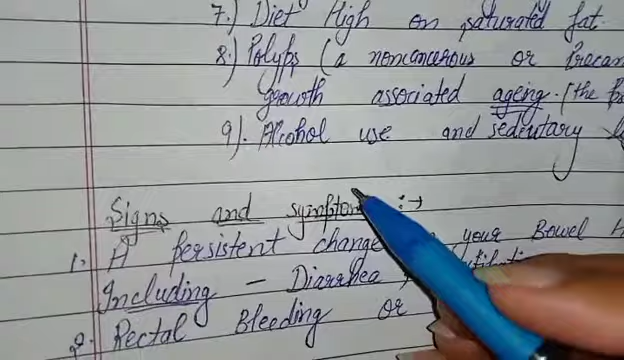 7.) Diet High on saturated fat.
8.) Polyps (a noncancerous or
growth associated ageing. (the
9). Alcohol use and sedentary
Signs and symptoms :→
1. A persistent change your Bowel
Including - Diarrhea,
2. Rectal Bleeding or